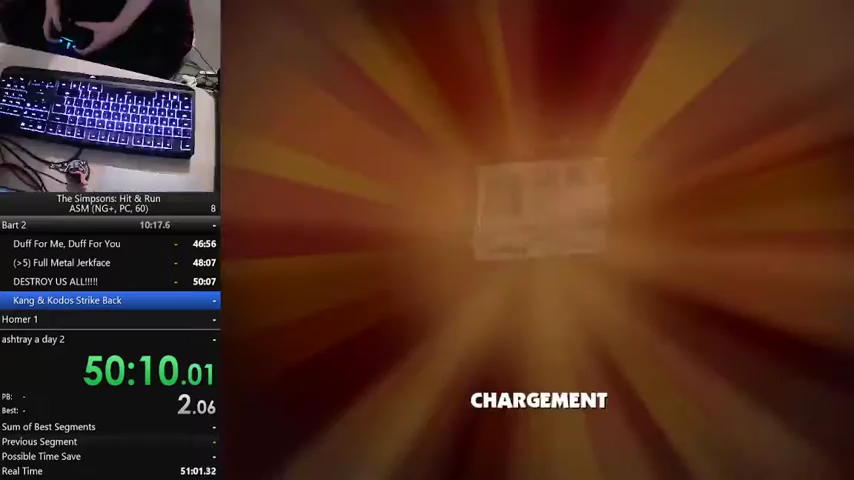 The Simpsons: Hit & Run
ASM (NG+, PC, 60) 8
Bart 2 10:17.6 -
Duff For Me, Duff For You - 46:56
(>5) Full Metal Jerkface - 48:07
DESTROY US ALL!!!!! - 50:07
Kang & Kodos Strike Back -
Homer 1 -
ashtray a day 2 -
50:10.01
PB: -
Best: - 2.06
Sum of Best Segments -
Previous Segment -
Possible Time Save -
Real Time 51:01.32
CHARGEMENT